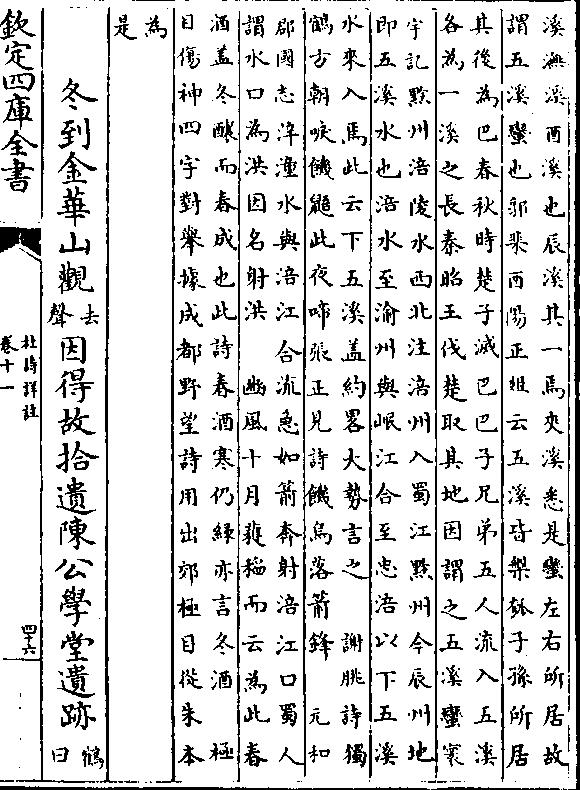 溪潕溪酉溪也辰溪其一焉夾溪悉是蠻左右所居故
謂五溪蠻也郭棐酉陽正俎云五溪皆槃瓠子孫所居
其後為巴春秋時楚子滅巴巴子兄弟五人流入五溪
各為一溪之長秦昭王伐楚取其地因謂之五溪蠻寰
宇記黔州涪陵水西北注涪州入蜀江黔州今辰州地
即五溪水也涪水至渝州與岷江合至忠涪以下五溪
水來入焉此云下五溪盖約畧大勢言之 謝朓詩獨
鶴方朝唳饑鼯此夜啼張正見詩饑烏落箭鋒 元和
郡國志渾潼水與涪江合流急如箭奔射涪江口蜀人
謂水口為洪因名射洪 豳風十月穫稻而云為此春
酒盖冬釀而春成也此詩春酒寒仍緑亦言冬酒 極
目傷神四字對舉據成都野望詩用出郊極目從朱本
為
是
冬到金華山觀去聲因得故拾遺陳公學堂遺跡鶴曰
欽定四庫全書
杜詩詳註
卷十一
四十六